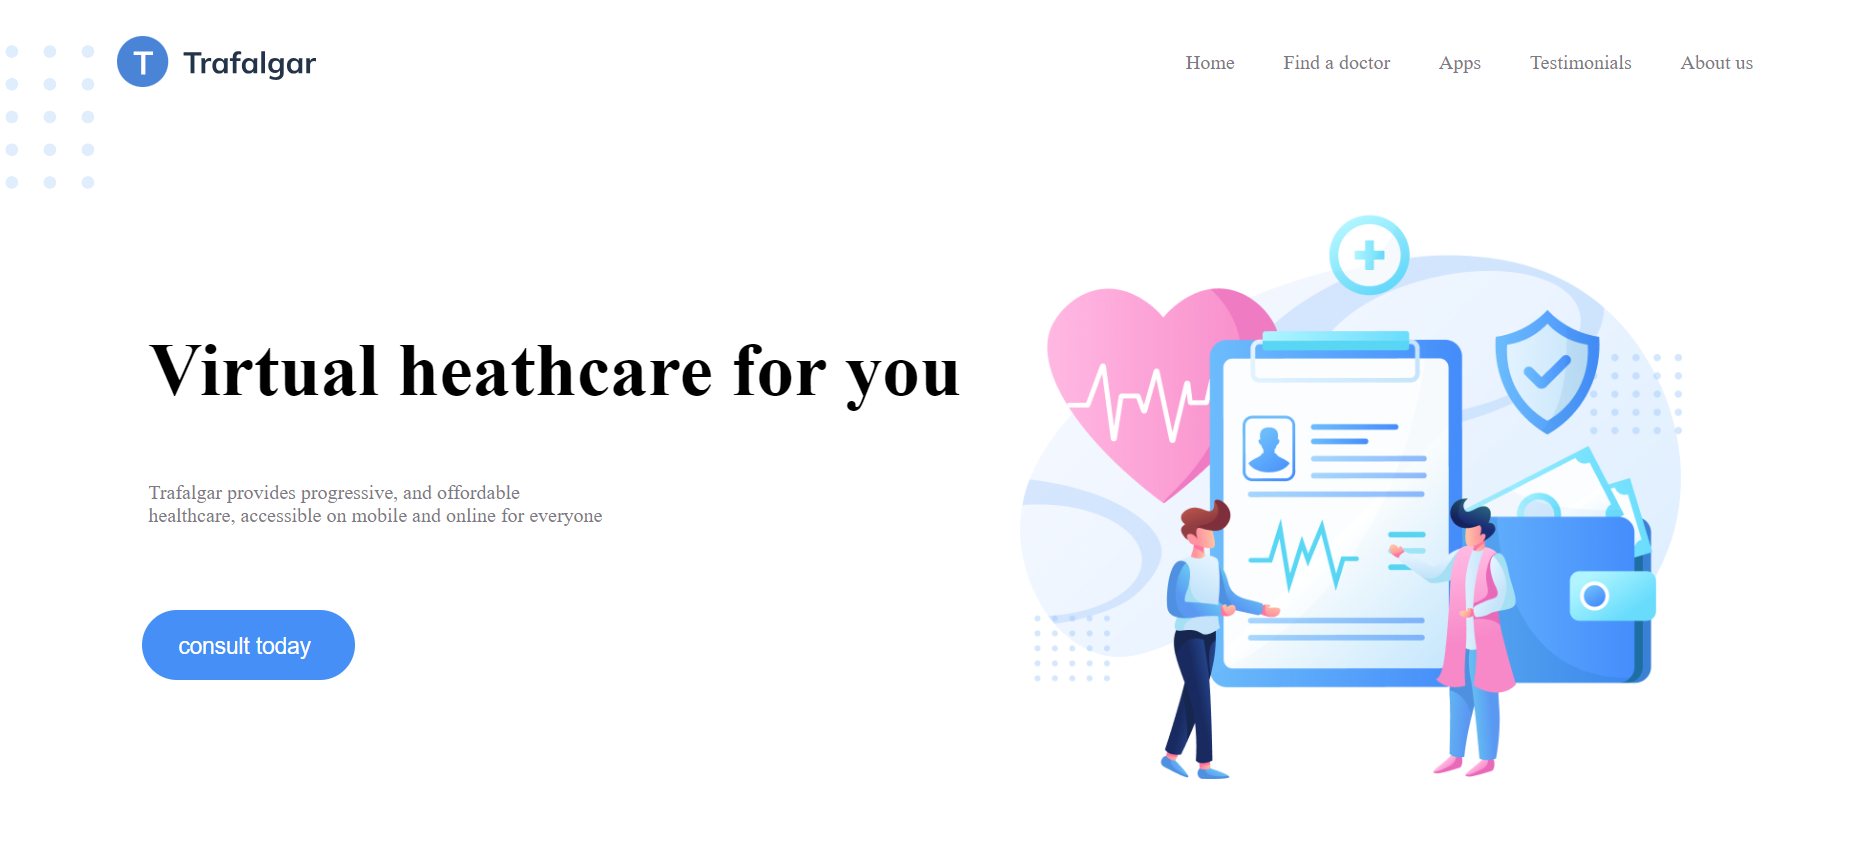 T Trafalgar
Home Find a doctor Apps Testimonials About us
Virtual heathcare for you
Trafalgar provides progressive, and offordable
healthcare, accessible on mobile and online for everyone
consult today